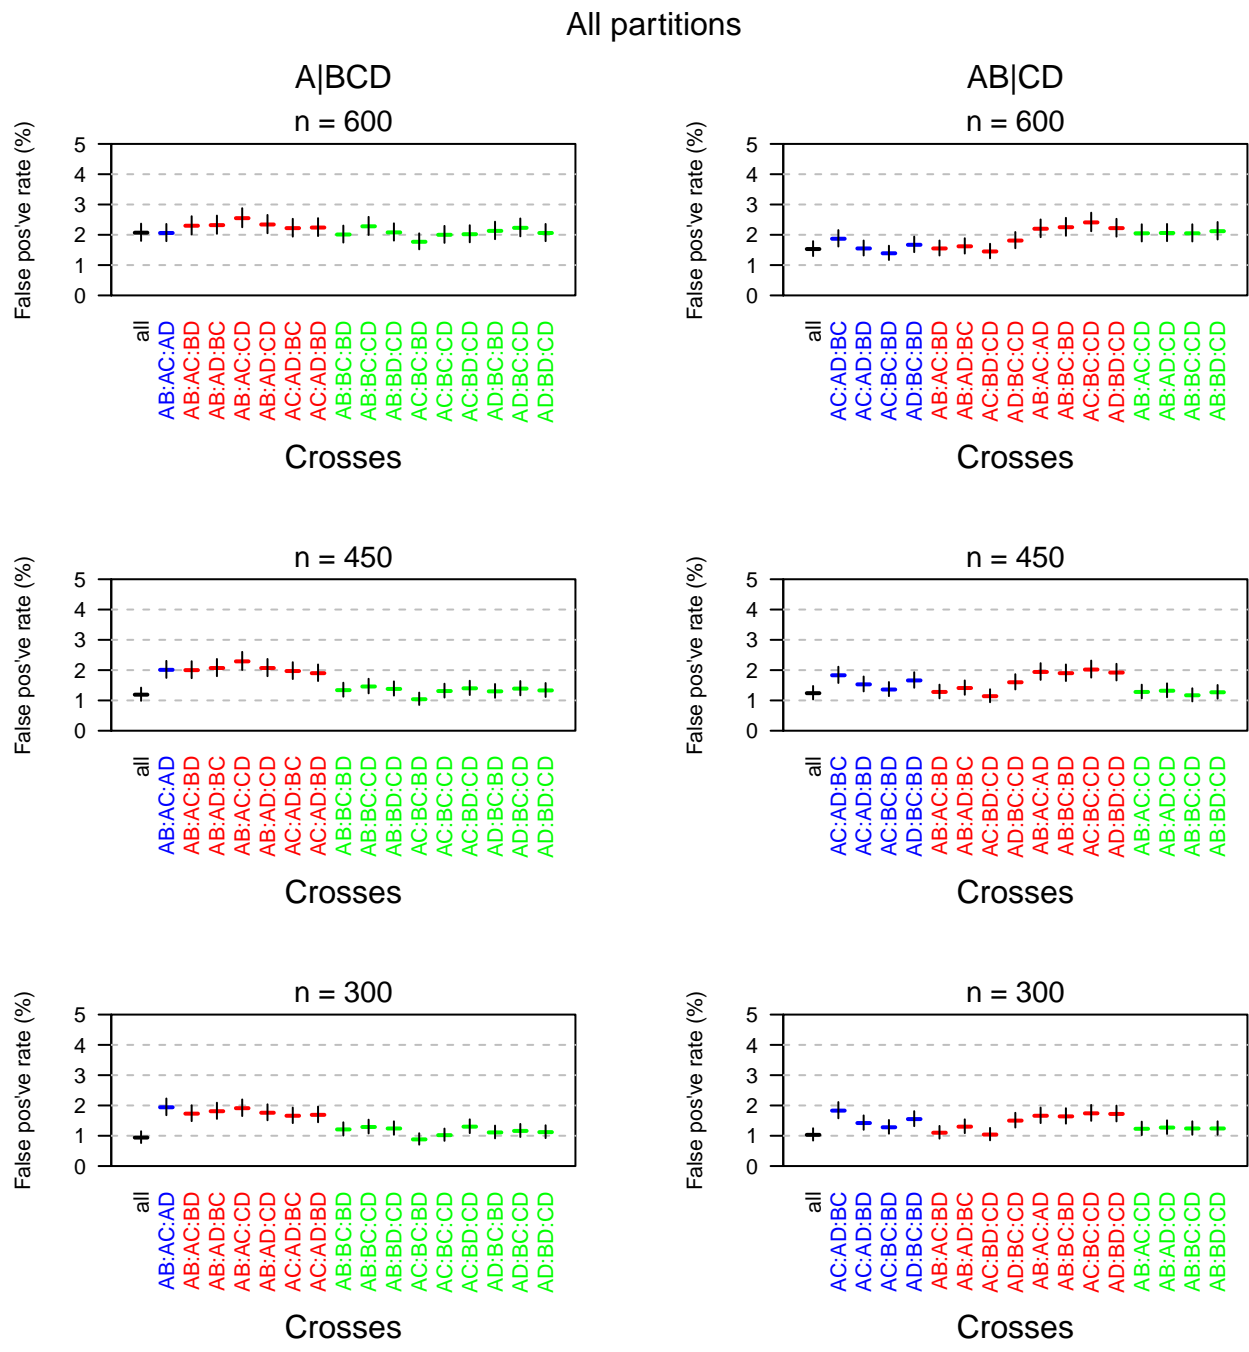 All partitions
A|BCD
n = 600
False pos've rate (%)
5
4
3
2
1
0
all
AB:AC:AD
AB:AC:BD
AB:AD:BC
AB:AC:CD
AB:AD:CD
AC:AD:BC
AC:AD:BD
AB:BC:BD
AB:BC:CD
AB:BD:CD
AC:BC:BD
AC:BC:CD
AC:BD:CD
AD:BC:BD
AD:BC:CD
AD:BD:CD
Crosses
AB|CD
n = 600
False pos've rate (%)
5
4
3
2
1
0
all
AC:AD:BC
AC:AD:BD
AC:BC:BD
AD:BC:BD
AB:AC:BD
AB:AD:BC
AC:BD:CD
AD:BC:CD
AB:AC:AD
AB:BC:BD
AC:BC:CD
AD:BD:CD
AB:AC:CD
AB:AD:CD
AB:BC:CD
AB:BD:CD
Crosses
n = 450
False pos've rate (%)
5
4
3
2
1
0
all
AB:AC:AD
AB:AC:BD
AB:AD:BC
AB:AC:CD
AB:AD:CD
AC:AD:BC
AC:AD:BD
AB:BC:BD
AB:BC:CD
AB:BD:CD
AC:BC:BD
AC:BC:CD
AC:BD:CD
AD:BC:BD
AD:BC:CD
AD:BD:CD
Crosses
n = 450
False pos've rate (%)
5
4
3
2
1
0
all
AC:AD:BC
AC:AD:BD
AC:BC:BD
AD:BC:BD
AB:AC:BD
AB:AD:BC
AC:BD:CD
AD:BC:CD
AB:AC:AD
AB:BC:BD
AC:BC:CD
AD:BD:CD
AB:AC:CD
AB:AD:CD
AB:BC:CD
AB:BD:CD
Crosses
n = 300
False pos've rate (%)
5
4
3
2
1
0
all
AB:AC:AD
AB:AC:BD
AB:AD:BC
AB:AC:CD
AB:AD:CD
AC:AD:BC
AC:AD:BD
AB:BC:BD
AB:BC:CD
AB:BD:CD
AC:BC:BD
AC:BC:CD
AC:BD:CD
AD:BC:BD
AD:BC:CD
AD:BD:CD
Crosses
n = 300
False pos've rate (%)
5
4
3
2
1
0
all
AC:AD:BC
AC:AD:BD
AC:BC:BD
AD:BC:BD
AB:AC:BD
AB:AD:BC
AC:BD:CD
AD:BC:CD
AB:AC:AD
AB:BC:BD
AC:BC:CD
AD:BD:CD
AB:AC:CD
AB:AD:CD
AB:BC:CD
AB:BD:CD
Crosses